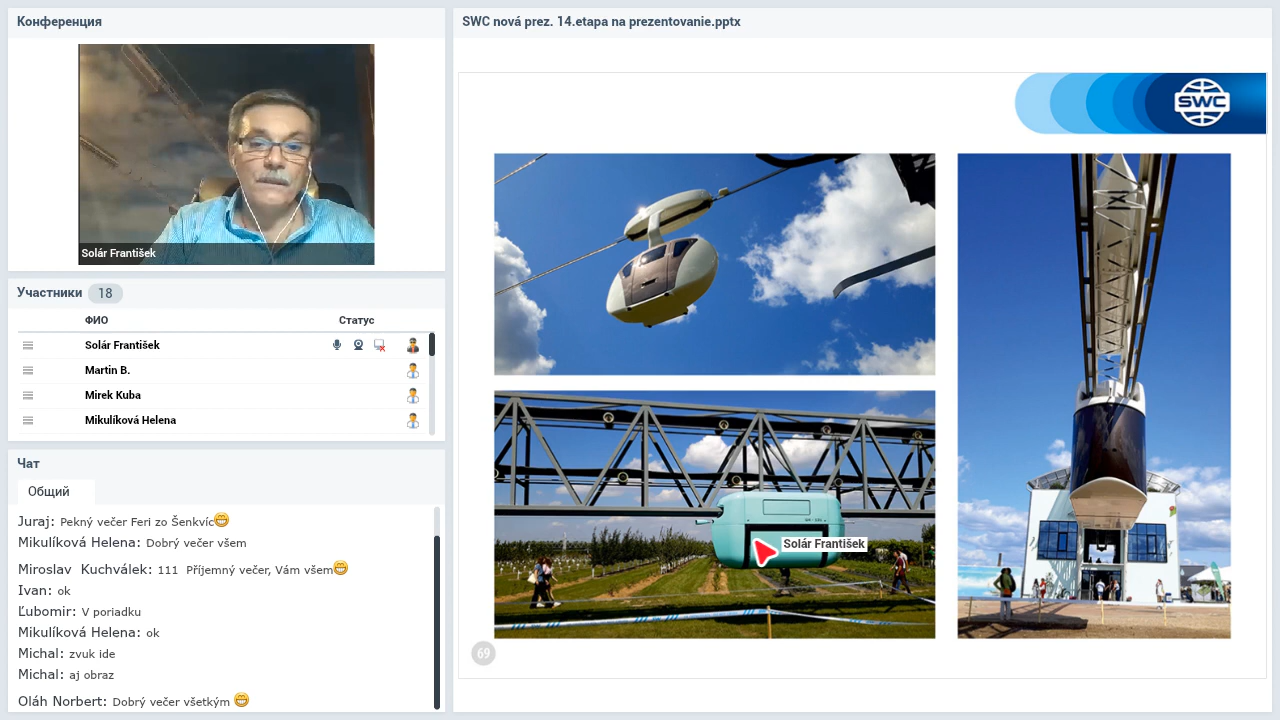 Конференция
Solár František
Участники 18
ФИО Статус
Solár František
Martin B.
Mirek Kuba
Mikulíková Helena
Чат
Общий
Juraj: Pekný večer Feri zo Šenkvíc
Mikulíková Helena: Dobrý večer všem
Miroslav Kuchválek: 111 Příjemný večer, Vám všem
Ivan: ok
Ľubomir: V poriadku
Mikulíková Helena: ok
Michal: zvuk ide
Michal: aj obraz
Oláh Norbert: Dobrý večer všetkým
SWC nová prez. 14.etapa na prezentovanie.pptx
SWC
Solár František
69